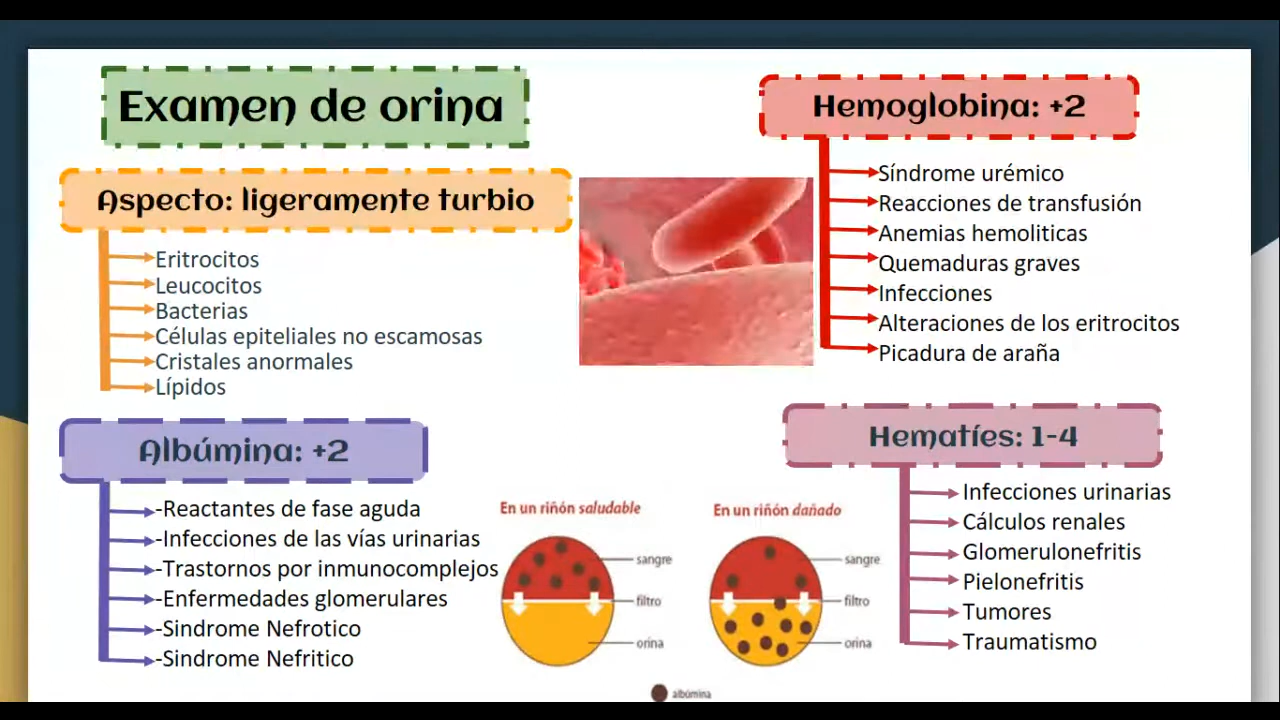 Examen de orina
Aspecto: ligeramente turbio
Eritrocitos
Leucocitos
Bacterias
Células epiteliales no escamosas
Cristales anormales
Lípidos
Albúmina: +2
-Reactantes de fase aguda
-Infecciones de las vías urinarias
-Trastornos por inmunocomplejos
-Enfermedades glomerulares
-Sindrome Nefrotico
-Sindrome Nefritico
En un riñón saludable
sangre
filtro
orina
En un riñón dañado
sangre
filtro
orina
albúmina
Hemoglobina: +2
Síndrome urémico
Reacciones de transfusión
Anemias hemoliticas
Quemaduras graves
Infecciones
Alteraciones de los eritrocitos
Picadura de araña
Hematíes: 1-4
Infecciones urinarias
Cálculos renales
Glomerulonefritis
Pielonefritis
Tumores
Traumatismo